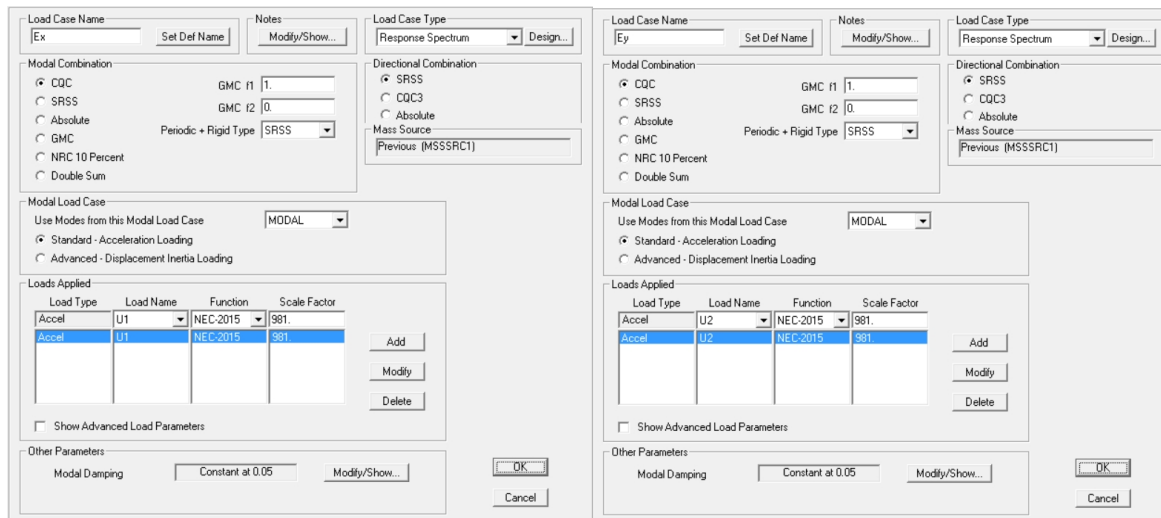 Load Case Name
Ex
Set Def Name
Notes
Modify/Show...
Load Case Type
Response Spectrum
Design...
Modal Combination
CQC
SRSS
Absolute
GMC
NRC 10 Percent
Double Sum
GMC f1 1.
GMC f2 0.
Periodic + Rigid Type SRSS
Directional Combination
SRSS
CQC3
Absolute
Mass Source
Previous (MSSSRC1)
Modal Load Case
Use Modes from this Modal Load Case MODAL
Standard - Acceleration Loading
Advanced - Displacement Inertia Loading
Loads Applied
Load Type Load Name Function Scale Factor
Accel U1 NEC-2015 981.
Accel U1 NEC-2015 981.
Add
Modify
Delete
Show Advanced Load Parameters
Other Parameters
Modal Damping Constant at 0.05 Modify/Show...
OK
Cancel
Load Case Name
Ey
Set Def Name
Notes
Modify/Show...
Load Case Type
Response Spectrum
Design...
Modal Combination
CQC
SRSS
Absolute
GMC
NRC 10 Percent
Double Sum
GMC f1 1.
GMC f2 0.
Periodic + Rigid Type SRSS
Directional Combination
SRSS
CQC3
Absolute
Mass Source
Previous (MSSSRC1)
Modal Load Case
Use Modes from this Modal Load Case MODAL
Standard - Acceleration Loading
Advanced - Displacement Inertia Loading
Loads Applied
Load Type Load Name Function Scale Factor
Accel U2 NEC-2015 981.
Accel U2 NEC-2015 981.
Add
Modify
Delete
Show Advanced Load Parameters
Other Parameters
Modal Damping Constant at 0.05 Modify/Show...
OK
Cancel